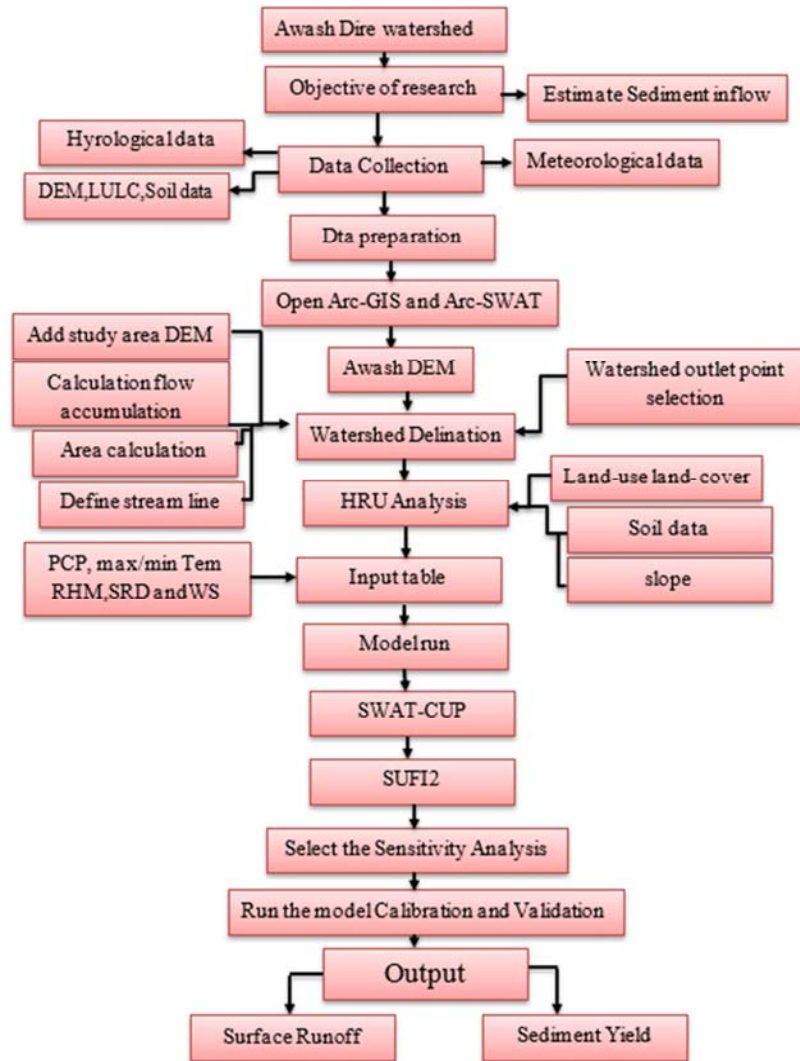 Awash Dire watershed
Objective of research
Estimate Sediment inflow
Hyrological data
Data Collection
Meteorological data
DEM,LULC,Soil data
Dta preparation
Open Arc-GIS and Arc-SWAT
Add study area DEM
Awash DEM
Calculation flow
accumulation
Watershed outlet point
selection
Watershed Delination
Area calculation
Define stream line
HRU Analysis
Land-use land- cover
Soil data
slope
PCP, max/min Tem
RHM,SRD and WS
Input table
Model run
SWAT-CUP
SUFI2
Select the Sensitivity Analysis
Run the model Calibration and Validation
Output
Surface Runoff
Sediment Yield